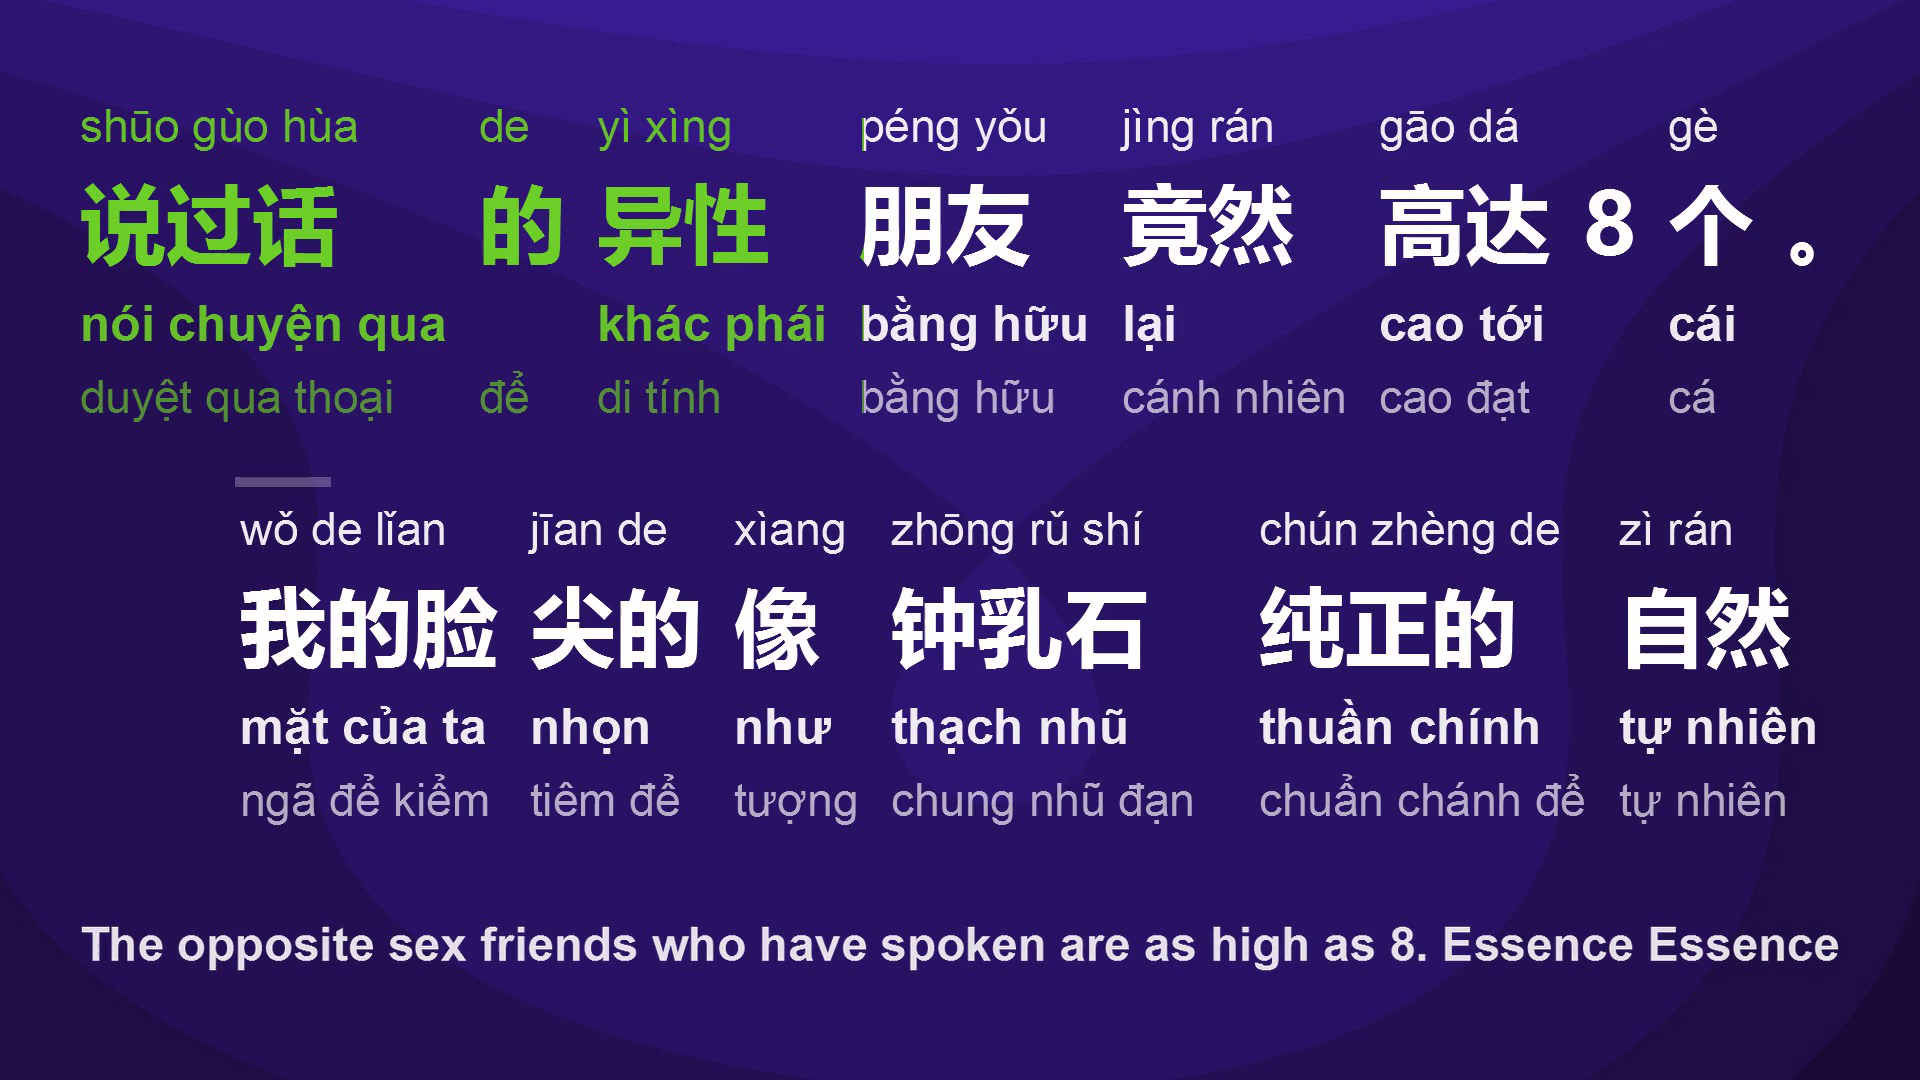 shūo gùo hùa de yì xìng péng yǒu jìng rán gāo dá gè
说过话 的 异性 朋友 竟然 高达 8 个 。
nói chuyện qua khác phái bằng hữu lại cao tới cái
duyệt qua thoại để di tính bằng hữu cánh nhiên cao đạt cá
wǒ de lǐan jīan de xìang zhōng rǔ shí chún zhèng de zì rán
我的脸 尖的 像 钟乳石 纯正的 自然
mặt của ta nhọn như thạch nhũ thuần chính tự nhiên
ngã để kiểm tiêm để tượng chung nhũ đạn chuẩn chánh để tự nhiên
The opposite sex friends who have spoken are as high as 8. Essence Essence